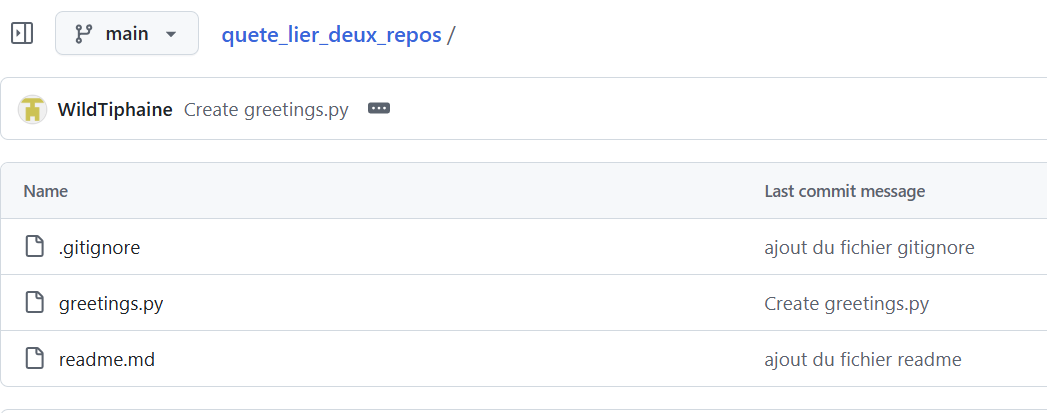 main quete_lier_deux_repos /
WildTiphaine Create greetings.py
Name Last commit message
.gitignore ajout du fichier gitignore
greetings.py Create greetings.py
readme.md ajout du fichier readme